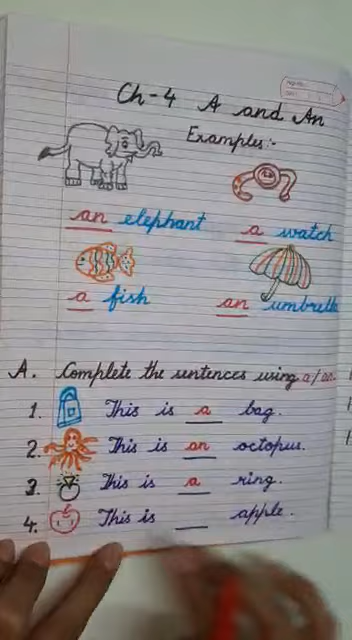 Ch-4 A and An
Examples:-
an elephant
a watch
a fish
an umbrella
A. Complete the sentences using a/an.
1. This is a bag.
2. This is an octopus.
3. This is a ring.
4. This is ___ apple.